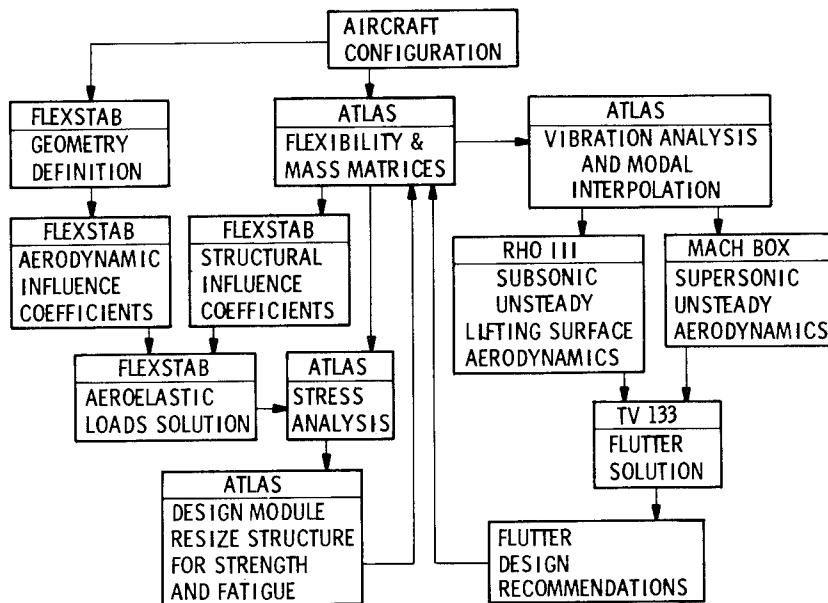 AIRCRAFT
CONFIGURATION
FLEXSTAB
GEOMETRY
DEFINITION
ATLAS
FLEXIBILITY &
MASS MATRICES
ATLAS
VIBRATION ANALYSIS
AND MODAL
INTERPOLATION
FLEXSTAB
AERODYNAMIC
INFLUENCE
COEFFICIENTS
FLEXSTAB
STRUCTURAL
INFLUENCE
COEFFICIENTS
RHO III
SUBSONIC
UNSTEADY
LIFTING SURFACE
AERODYNAMICS
MACH BOX
SUPERSONIC
UNSTEADY
AERODYNAMICS
FLEXSTAB
AEROELASTIC
LOADS SOLUTION
ATLAS
STRESS
ANALYSIS
TV 133
FLUTTER
SOLUTION
ATLAS
DESIGN MODULE
RESIZE STRUCTURE
FOR STRENGTH
AND FATIGUE
FLUTTER
DESIGN
RECOMMENDATIONS